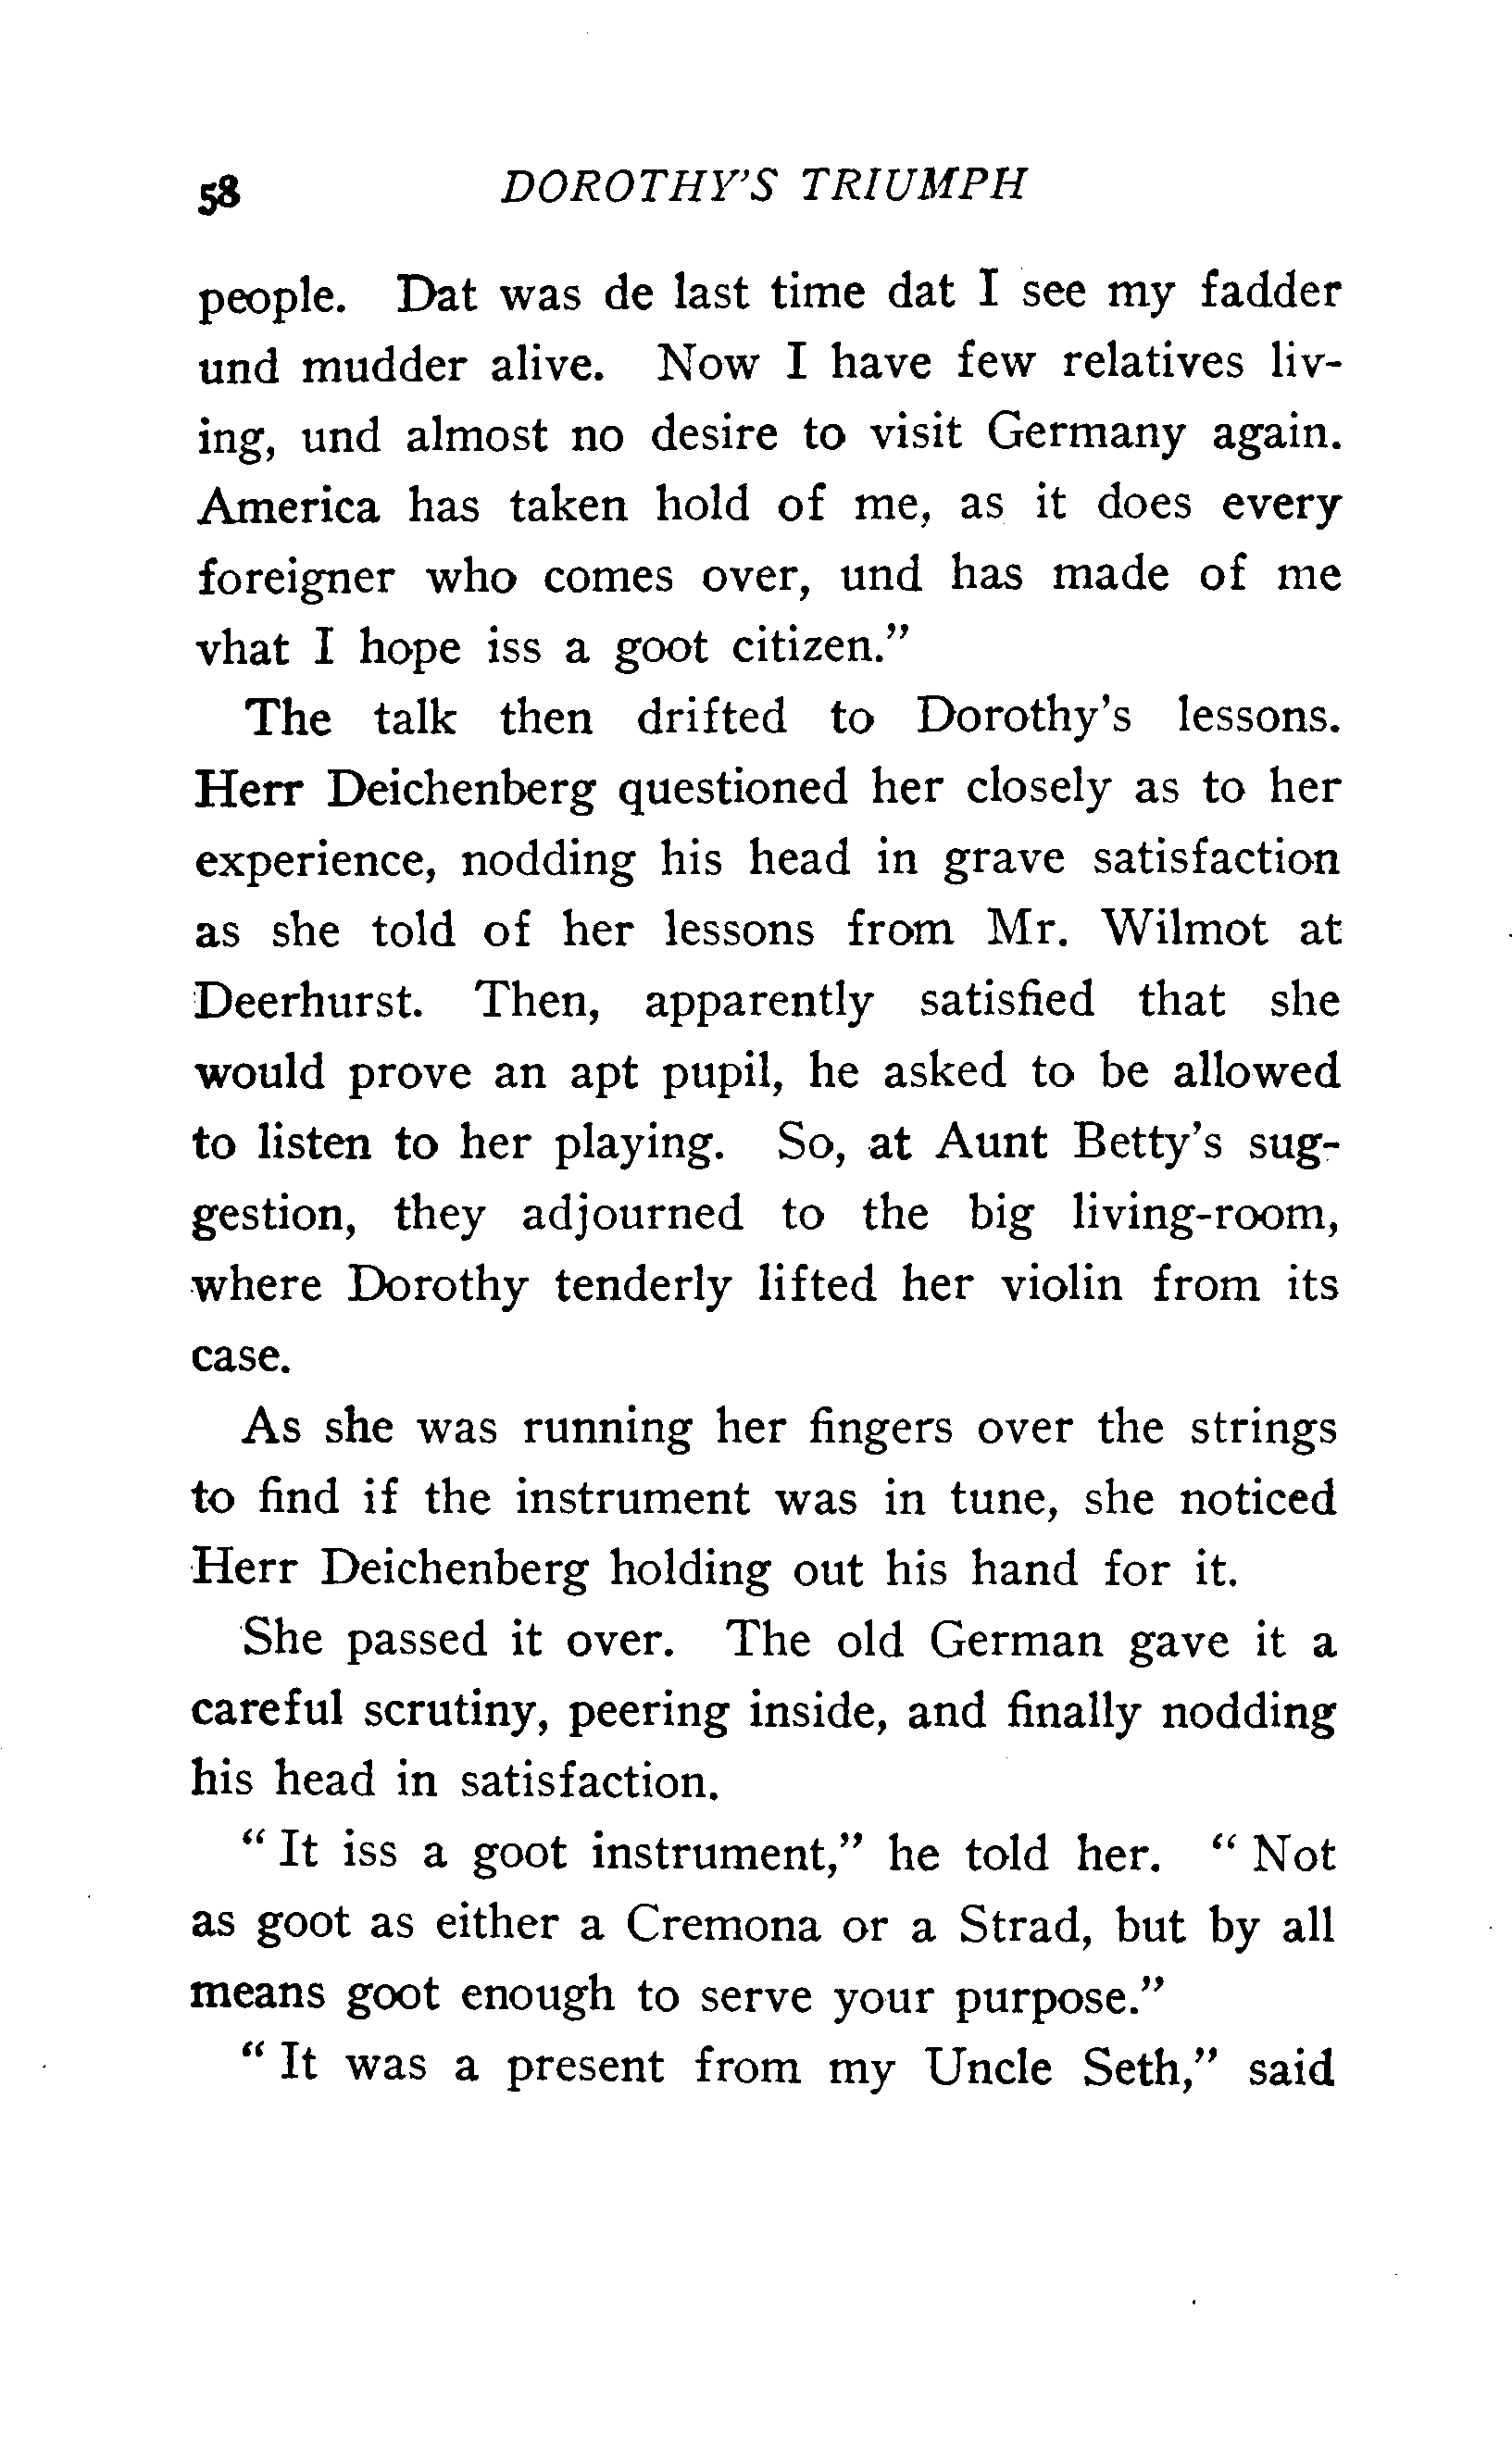 58 DOROTHY'S TRIUMPH
people. Dat was de last time dat I see my fadder
und mudder alive. Now I have few relatives liv-
ing, und almost no desire to visit Germany again.
America has taken hold of me, as it does every
foreigner who comes over, und has made of me
vhat I hope iss a goot citizen."
The talk then drifted to Dorothy's lessons.
Herr Deichenberg questioned her closely as to her
experience, nodding his head in grave satisfaction
as she told of her lessons from Mr. Wilmot at
Deerhurst. Then, apparently satisfied that she
would prove an apt pupil, he asked to be allowed
to listen to her playing. So, at Aunt Betty's sug-
gestion, they adjourned to the big living-room,
where Dorothy tenderly lifted her violin from its
case.
As she was running her fingers over the strings
to find if the instrument was in tune, she noticed
Herr Deichenberg holding out his hand for it.
She passed it over. The old German gave it a
careful scrutiny, peering inside, and finally nodding
his head in satisfaction.
" It iss a goot instrument," he told her. " Not
as goot as either a Cremona or a Strad, but by all
means goot enough to serve your purpose."
" It was a present from my Uncle Seth," said